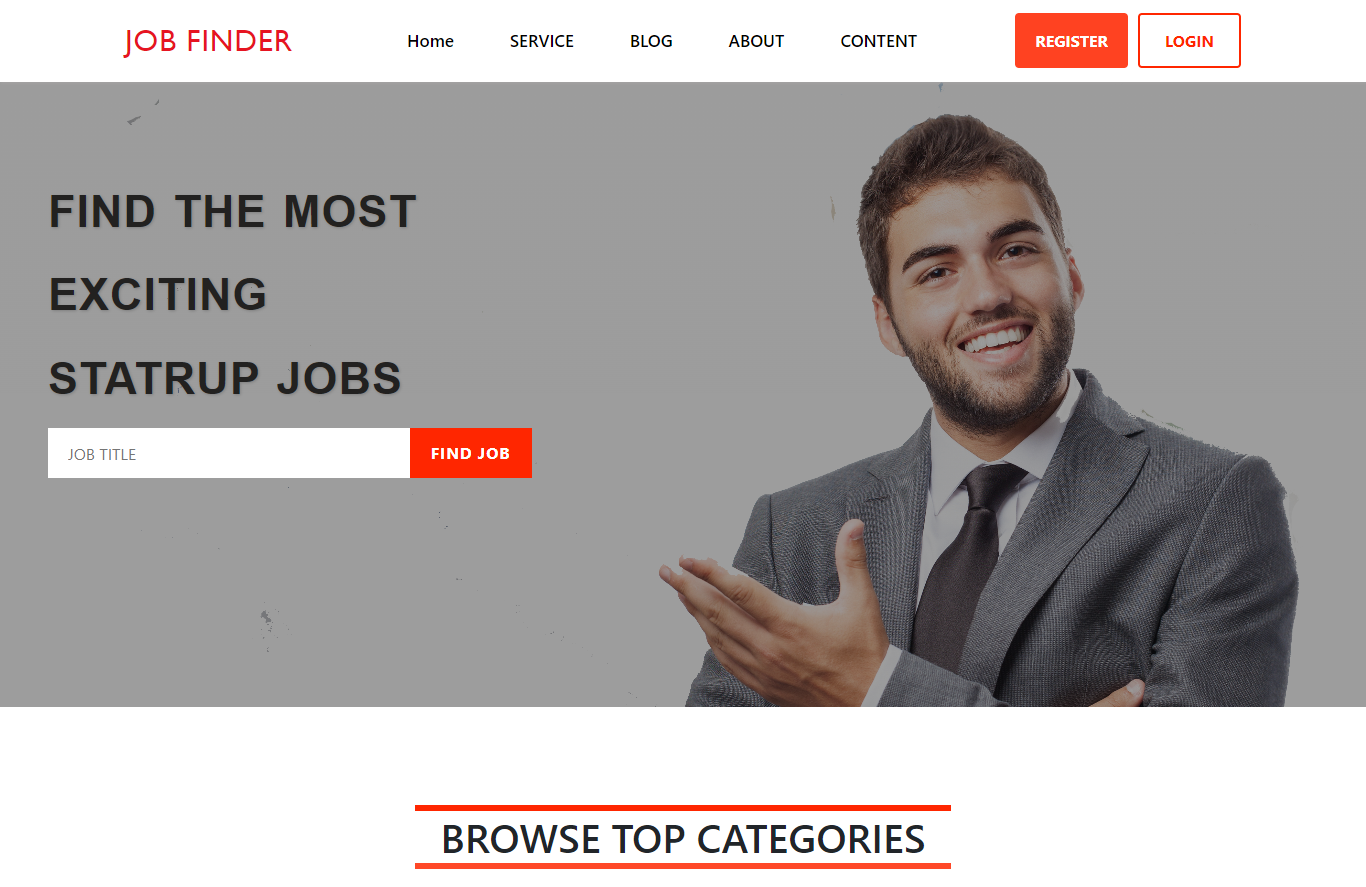 JOB FINDER
Home SERVICE BLOG ABOUT CONTENT
REGISTER LOGIN
FIND THE MOST
EXCITING
STATRUP JOBS
JOB TITLE FIND JOB
BROWSE TOP CATEGORIES